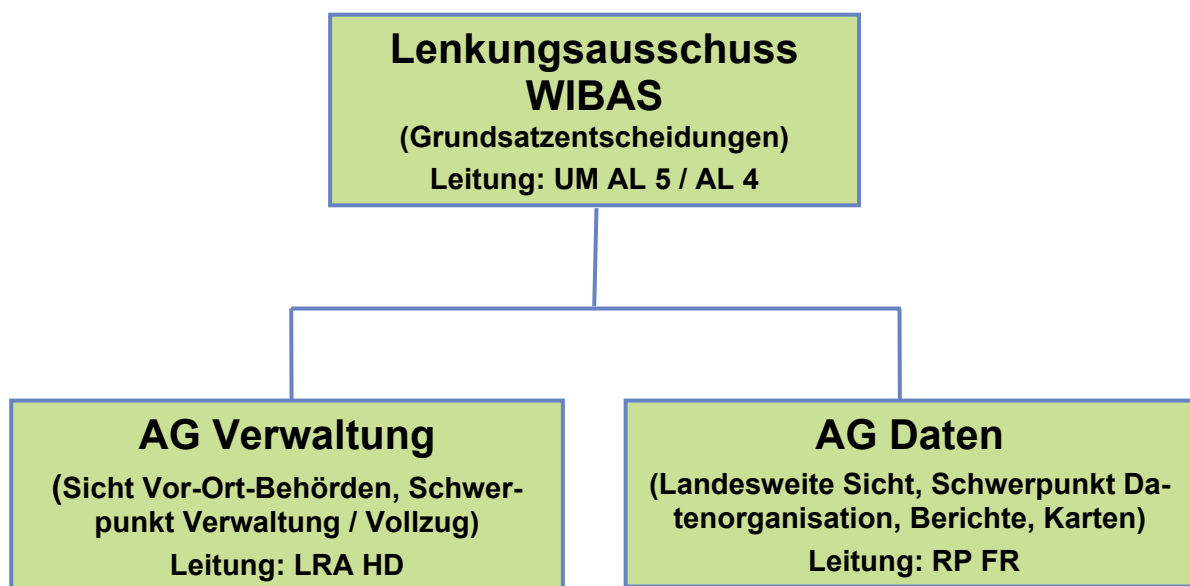 Lenkungsausschuss
WIBAS
(Grundsatzentscheidungen)
Leitung: UM AL 5 / AL 4
AG Verwaltung
(Sicht Vor-Ort-Behörden, Schwer-
punkt Verwaltung / Vollzug)
Leitung: LRA HD
AG Daten
(Landesweite Sicht, Schwerpunkt Da-
tenorganisation, Berichte, Karten)
Leitung: RP FR